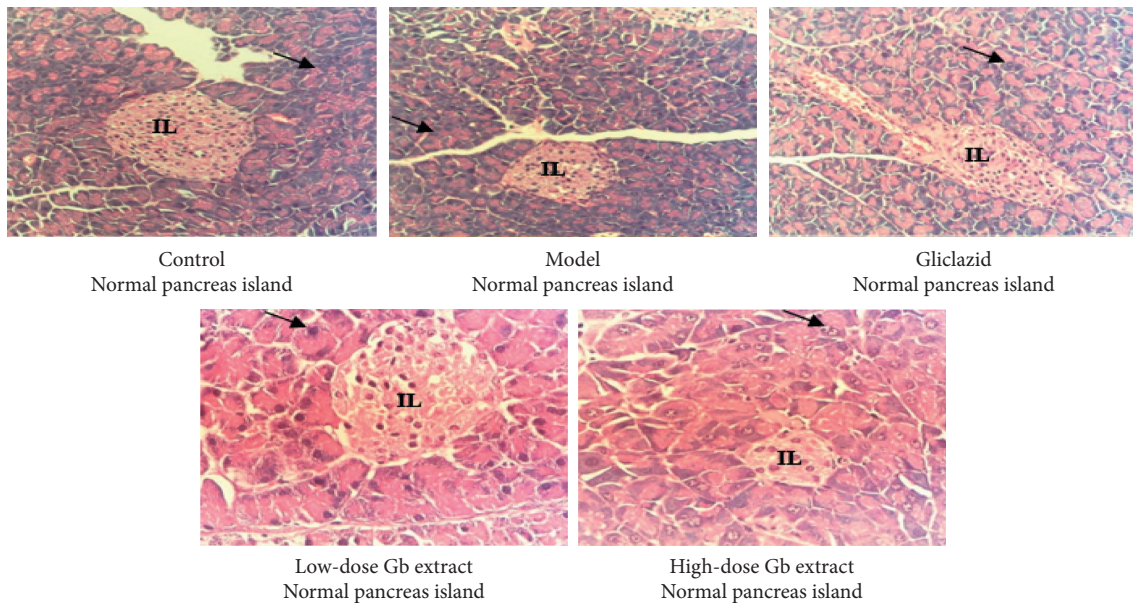 IL
IL
IL
Control
Normal pancreas island
Model
Normal pancreas island
Gliclazid
Normal pancreas island
IL
IL
Low-dose Gb extract
Normal pancreas island
High-dose Gb extract
Normal pancreas island